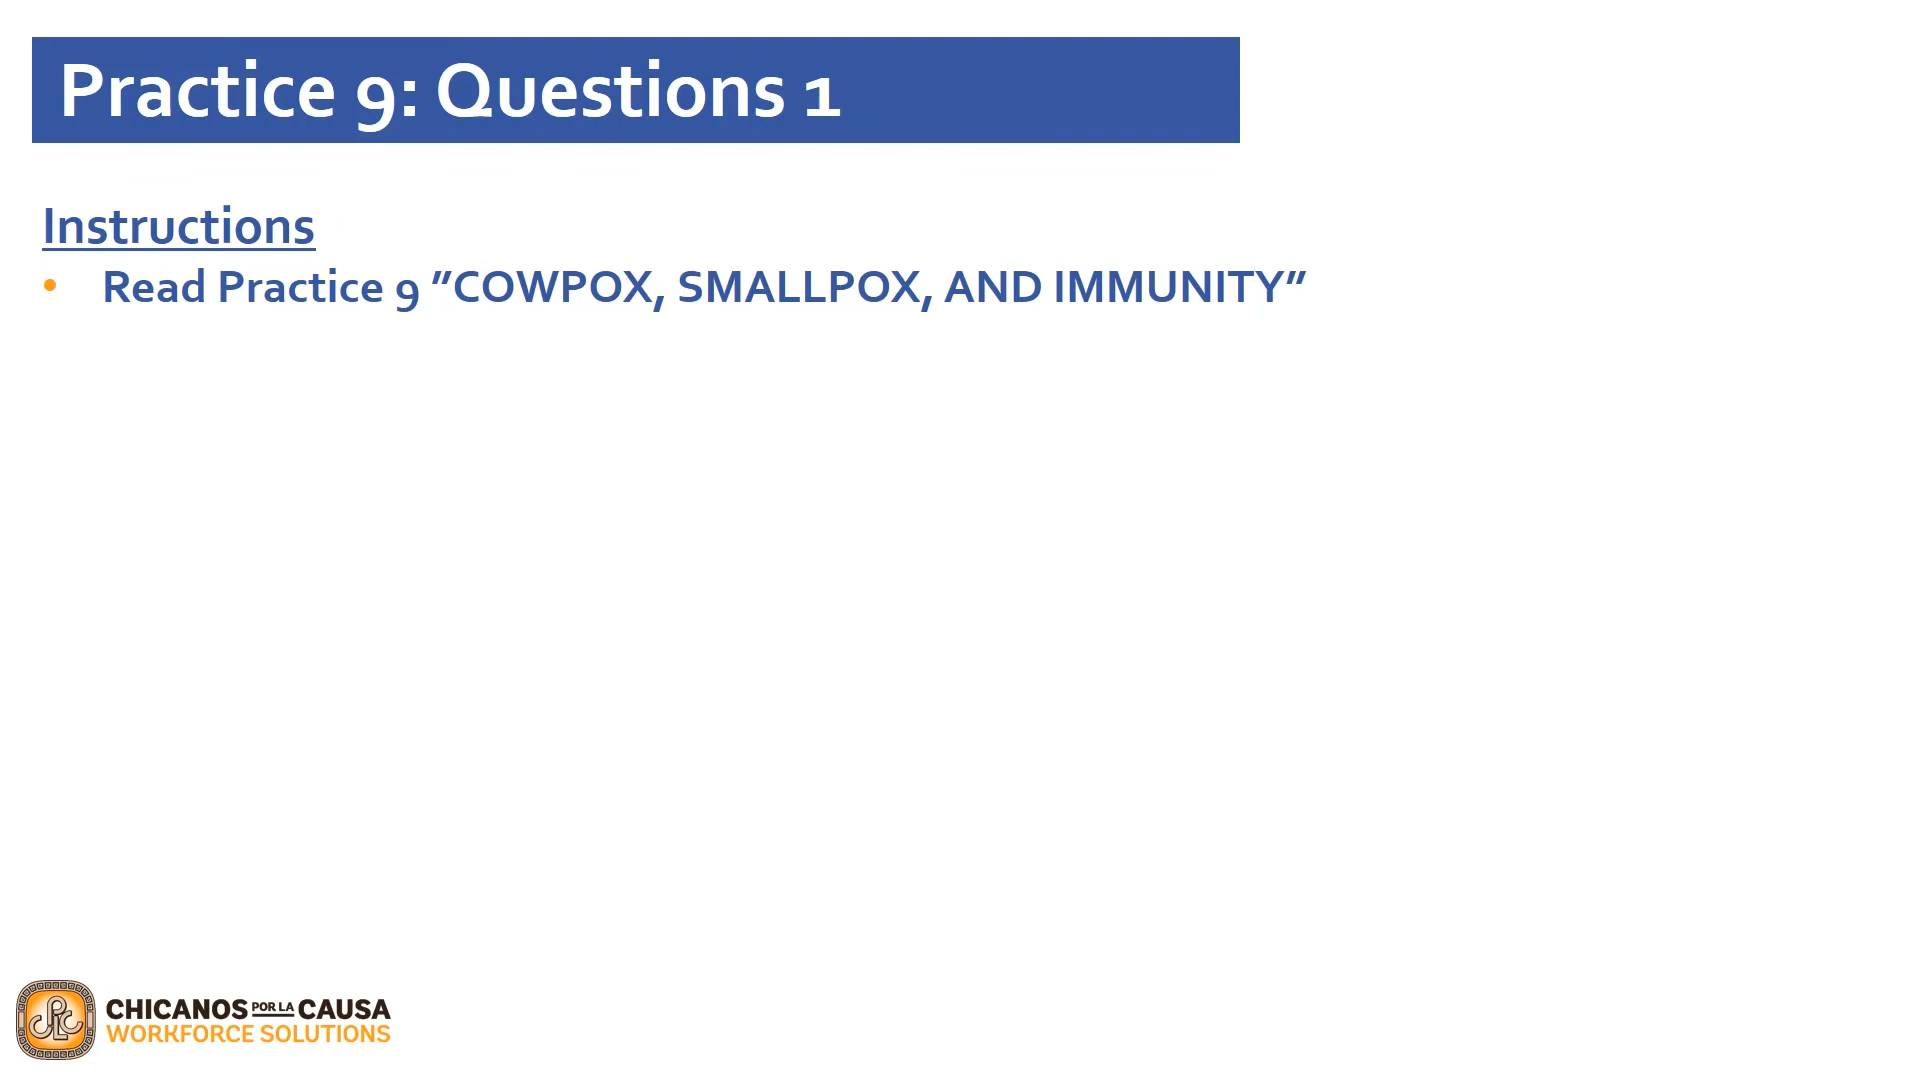 Practice 9: Questions 1
Instructions
• Read Practice 9 "COWPOX, SMALLPOX, AND IMMUNITY"
CHICANOS POR LA CAUSA
WORKFORCE SOLUTIONS